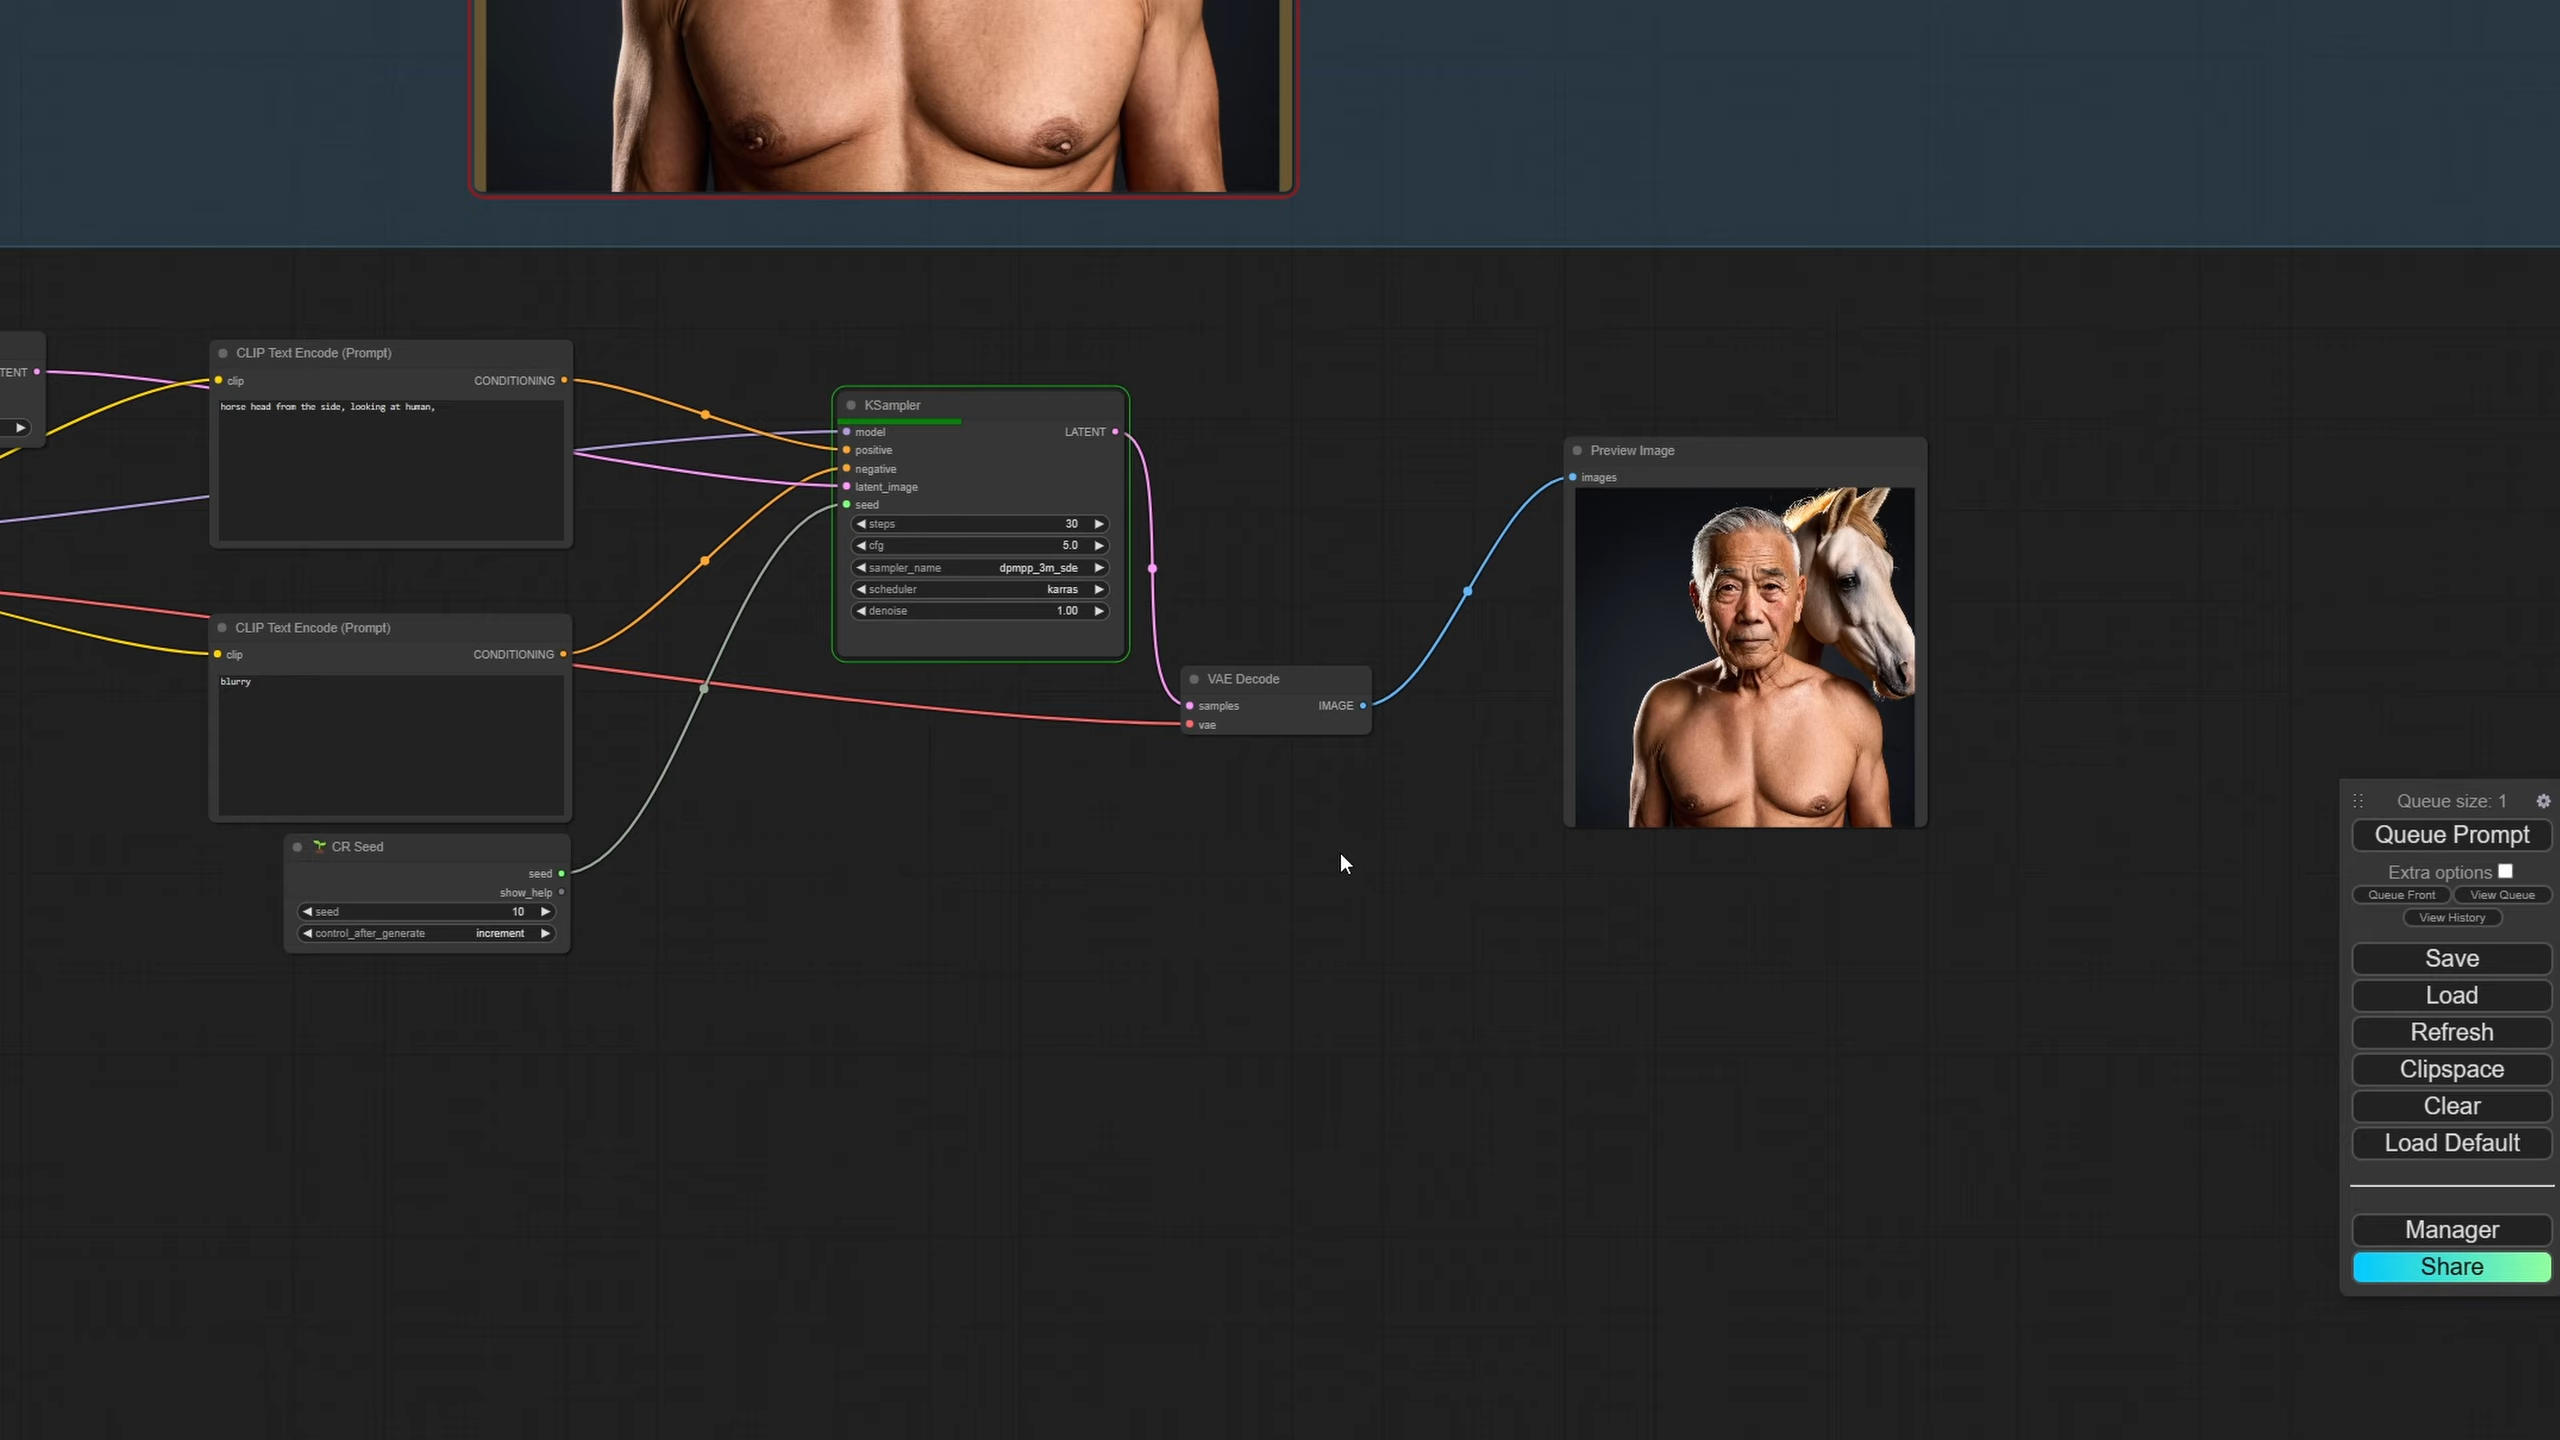 TENT
CLIP Text Encode (Prompt)
clip
CONDITIONING
horse head from the side, looking at human,
KSampler
model
LATENT
positive
negative
latent_image
seed
steps 30
cfg 5.0
sampler_name dpmpp_3m_sde
scheduler karras
denoise 1.00
Preview Image
images
CLIP Text Encode (Prompt)
clip
CONDITIONING
blurry
VAE Decode
samples
IMAGE
vae
CR Seed
seed
show_help
seed 10
control_after_generate increment
Queue size: 1
Queue Prompt
Extra options
Queue Front
View Queue
View History
Save
Load
Refresh
Clipspace
Clear
Load Default
Manager
Share